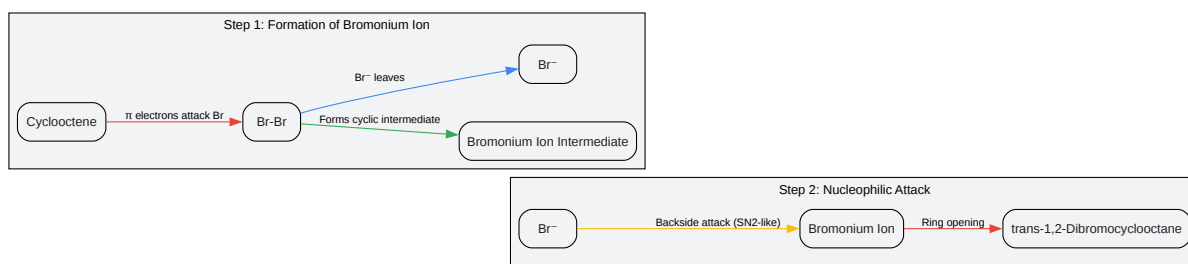 Step 1: Formation of Bromonium Ion
Br⁻
Br⁻ leaves
Cyclooctene
π electrons attack Br
Br-Br
Forms cyclic intermediate
Bromonium Ion Intermediate
Step 2: Nucleophilic Attack
Br⁻
Backside attack (SN2-like)
Bromonium Ion
Ring opening
trans-1,2-Dibromocyclooctane